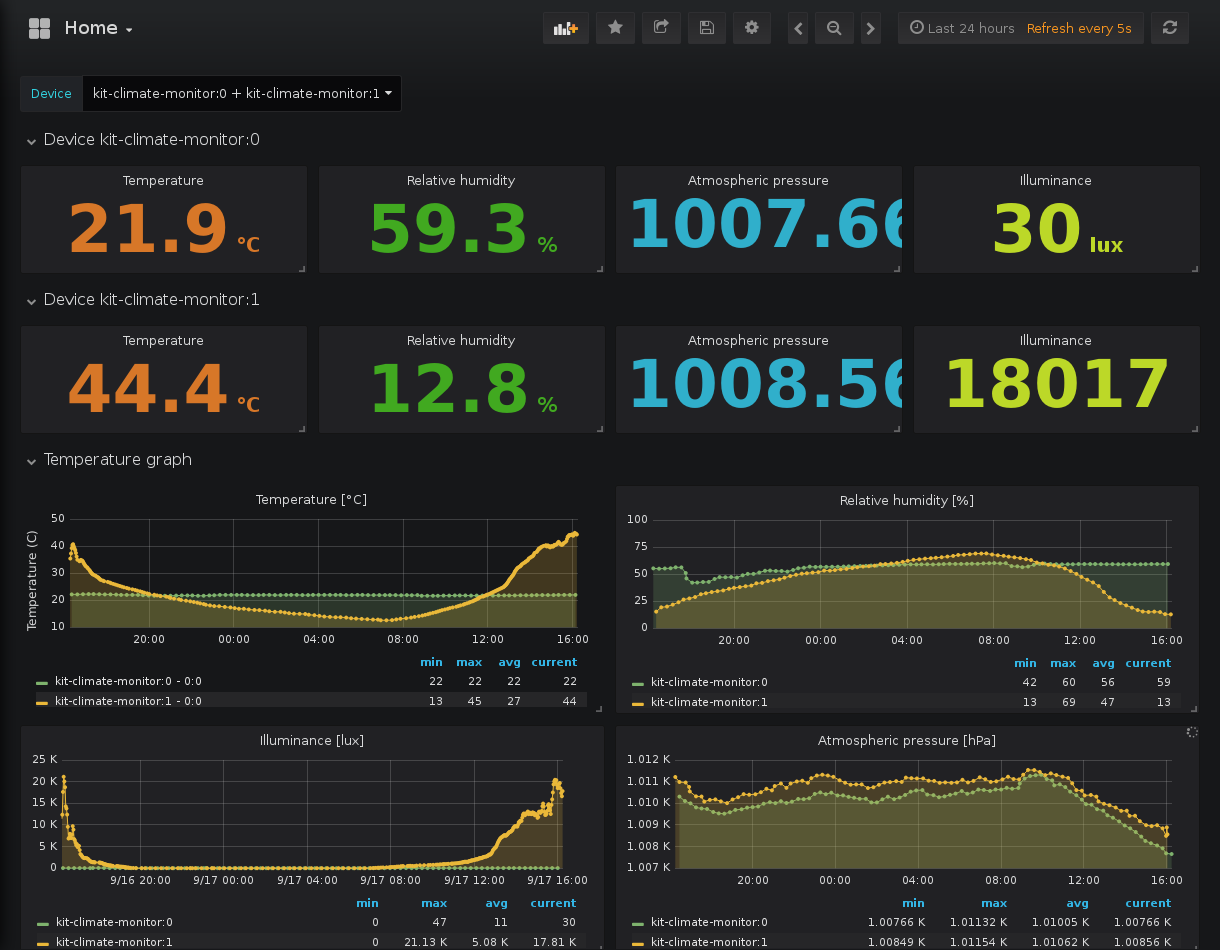 Home
Last 24 hours Refresh every 5s
Device kit-climate-monitor:0 + kit-climate-monitor:1
Device kit-climate-monitor:0
Temperature Relative humidity Atmospheric pressure Illuminance
21.9 °C 59.3 % 1007.66 30 lux
Device kit-climate-monitor:1
Temperature Relative humidity Atmospheric pressure Illuminance
44.4 °C 12.8 % 1008.56 18017
Temperature graph
Temperature [°C]
Temperature (C)
50
40
30
20
10
20:00 00:00 04:00 08:00 12:00 16:00
min max avg current
kit-climate-monitor:0 - 0:0 22 22 22 22
kit-climate-monitor:1 - 0:0 13 45 27 44
Relative humidity [%]
100
75
50
25
0
20:00 00:00 04:00 08:00 12:00 16:00
min max avg current
kit-climate-monitor:0 42 60 56 59
kit-climate-monitor:1 13 69 47 13
Illuminance [lux]
25 K
20 K
15 K
10 K
5 K
0
9/16 20:00 9/17 00:00 9/17 04:00 9/17 08:00 9/17 12:00 9/17 16:00
min max avg current
kit-climate-monitor:0 0 47 11 30
kit-climate-monitor:1 0 21.13 K 5.08 K 17.81 K
Atmospheric pressure [hPa]
1.012 K
1.011 K
1.010 K
1.009 K
1.008 K
1.007 K
20:00 00:00 04:00 08:00 12:00 16:00
min max avg current
kit-climate-monitor:0 1.00766 K 1.01132 K 1.01005 K 1.00766 K
kit-climate-monitor:1 1.00849 K 1.01154 K 1.01062 K 1.00856 K